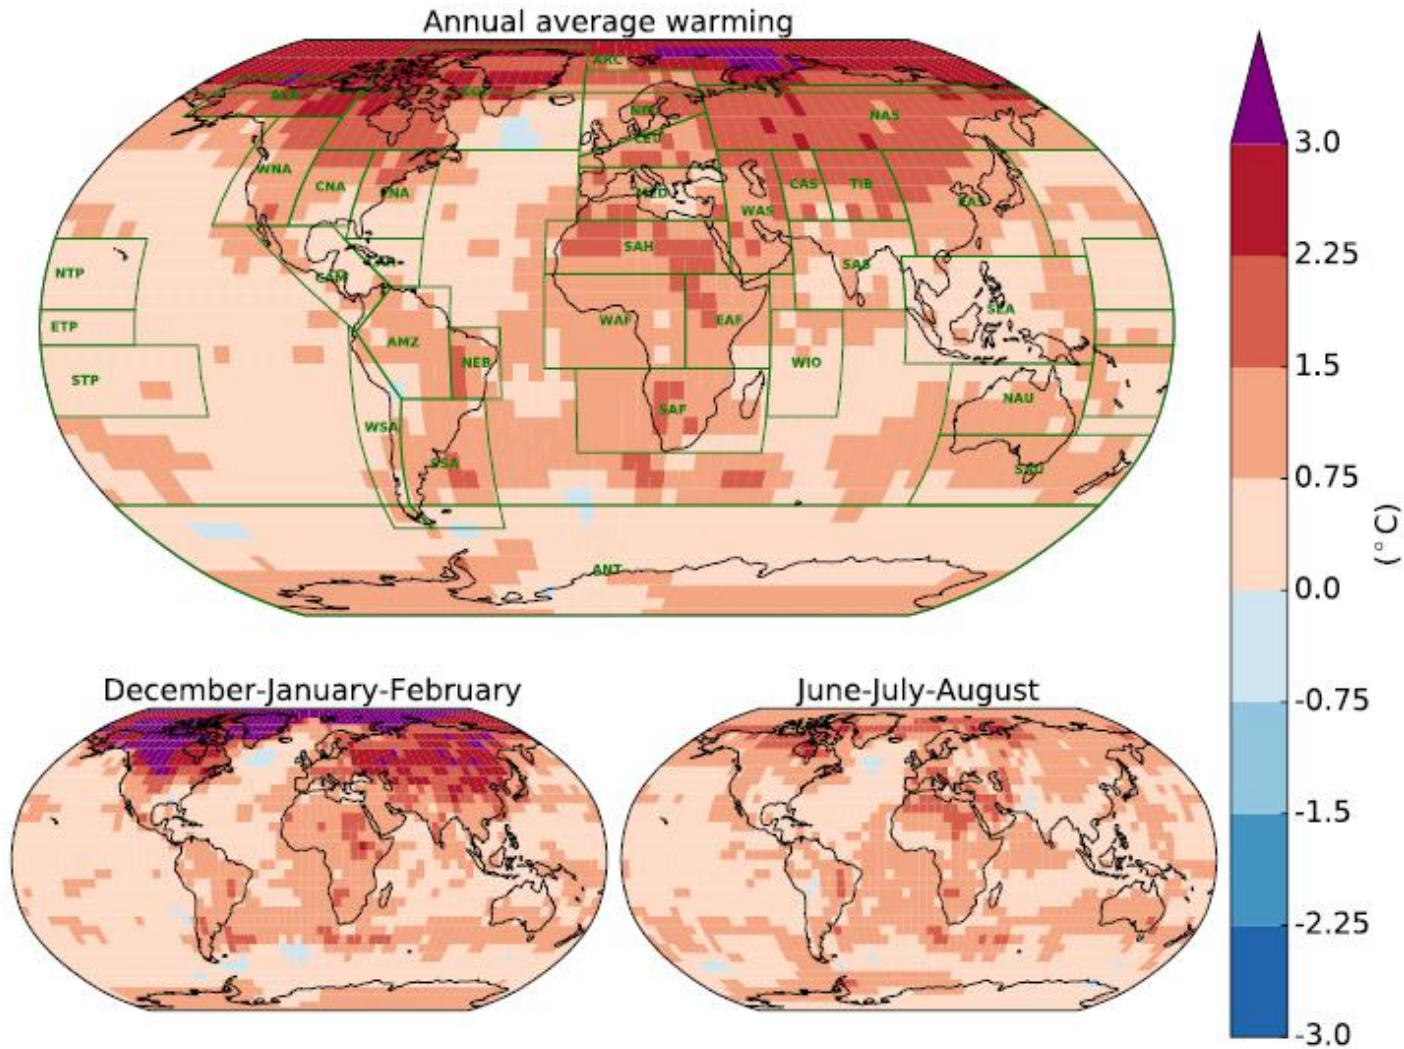 Annual average warming
ARC
ALA
NEU
NAS
CEU
WNA
CNA
ENA
MED
CAS
TIB
EAS
WAS
SAH
SAS
NTP
CAM
SEA
ETP
WAF
EAF
AMZ
NEB
WIO
STP
NAU
SAF
WSA
SSA
SAU
ANT
3.0
2.25
1.5
0.75
0.0
-0.75
-1.5
-2.25
-3.0
(°C)
December-January-February
June-July-August